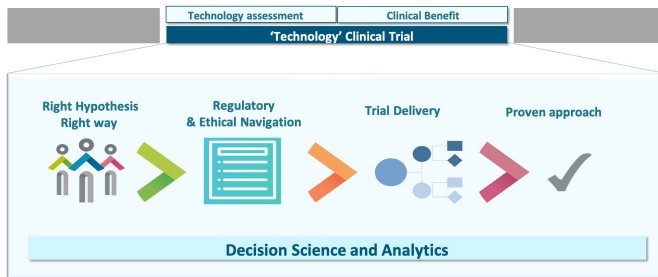 Technology assessment
Clinical Benefit
‘Technology’ Clinical Trial
Right Hypothesis
Right way
Regulatory
& Ethical Navigation
Trial Delivery
Proven approach
Decision Science and Analytics